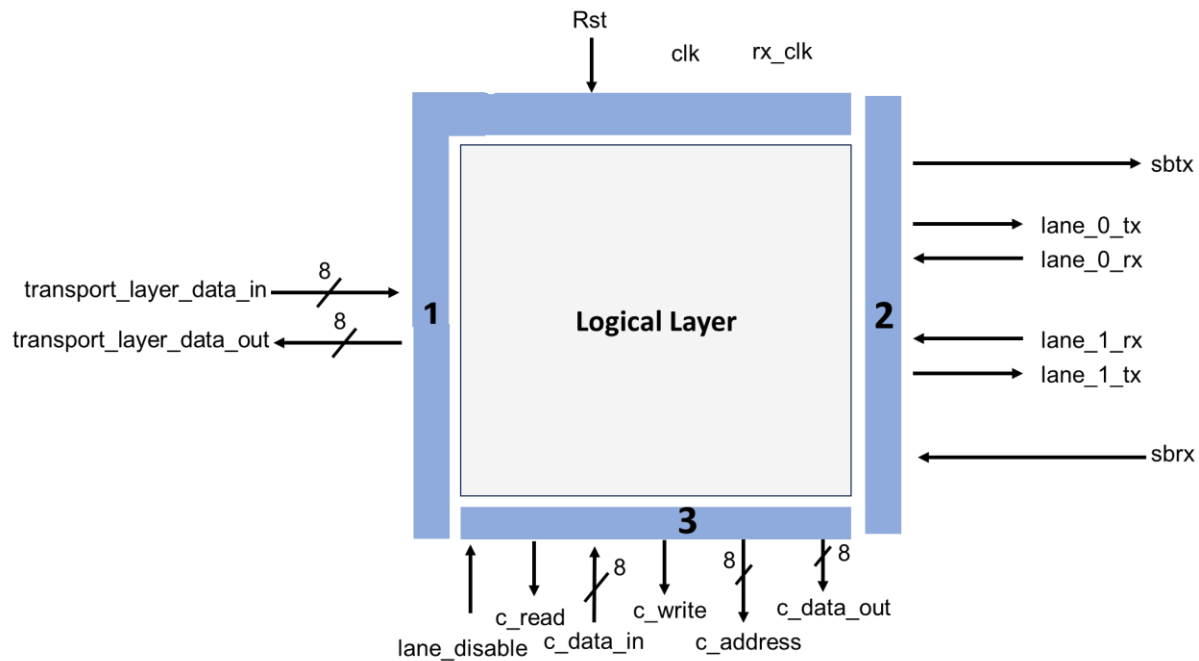 Rst
clk
rx_clk
sbtx
lane_0_tx
lane_0_rx
8
transport_layer_data_in
1
Logical Layer
2
8
transport_layer_data_out
lane_1_rx
lane_1_tx
sbrx
3
8
8
8
c_read
c_write
c_data_out
lane_disable
c_data_in
c_address